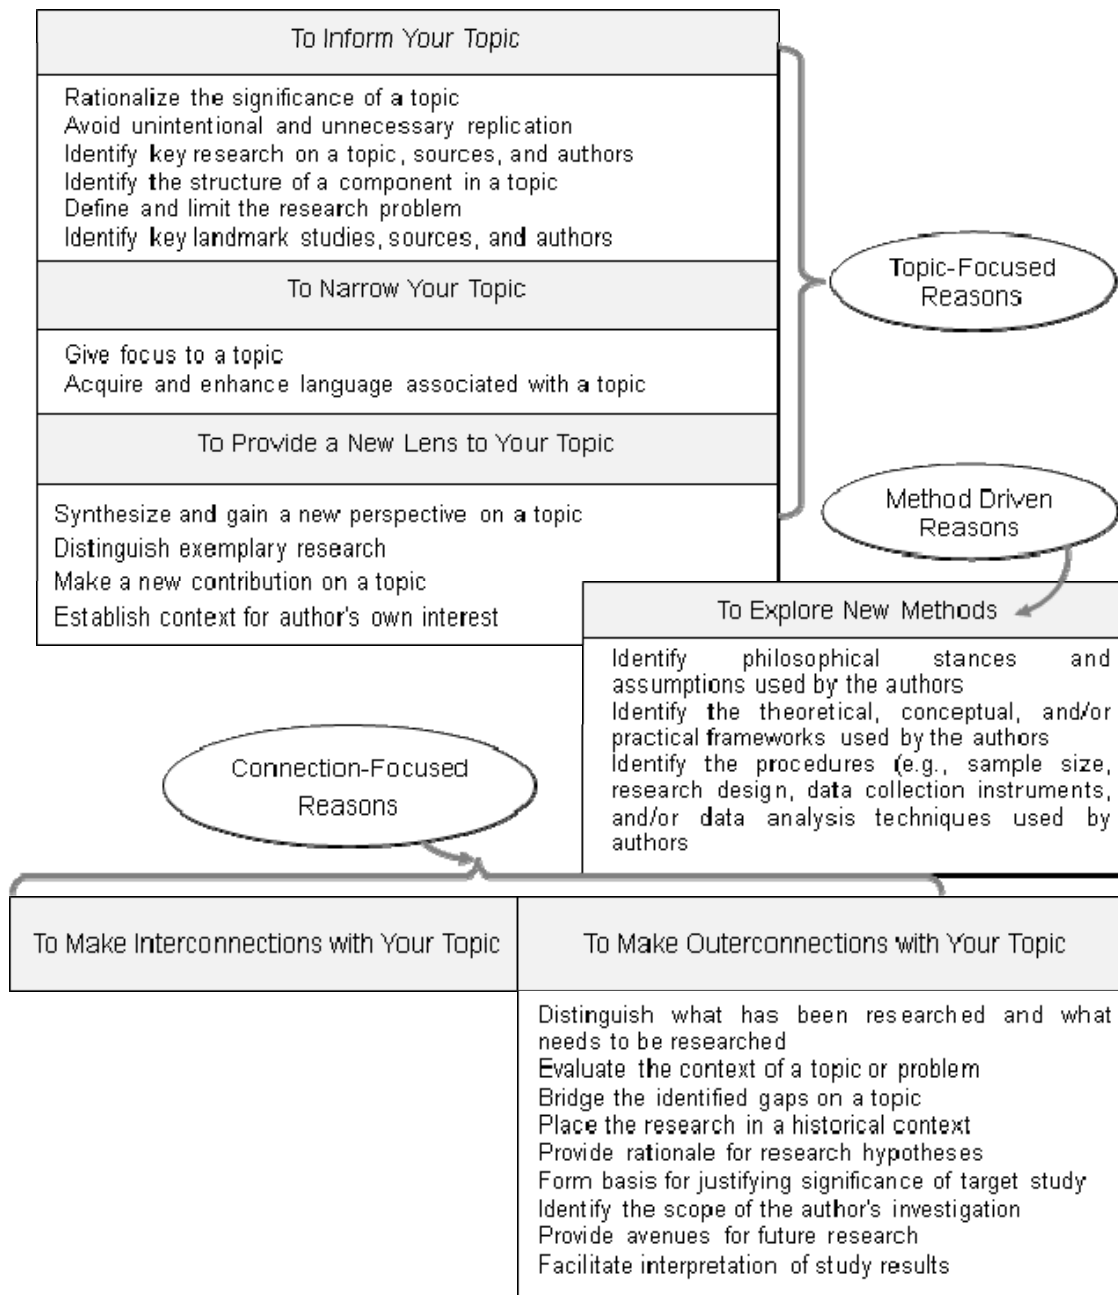 To Inform Your Topic
Rationalize the significance of a topic
Avoid unintentional and unnecessary replication
Identify key research on a topic, sources, and authors
Identify the structure of a component in a topic
Define and limit the research problem
Identify key landmark studies, sources, and authors
To Narrow Your Topic
Give focus to a topic
Acquire and enhance language associated with a topic
To Provide a New Lens to Your Topic
Synthesize and gain a new perspective on a topic
Distinguish exemplary research
Make a new contribution on a topic
Establish context for author's own interest
Topic-Focused
Reasons
Method Driven
Reasons
To Explore New Methods
Identify philosophical stances and
assumptions used by the authors
Identify the theoretical, conceptual, and/or
practical frameworks used by the authors
Identify the procedures (e.g., sample size,
research design, data collection instruments,
and/or data analysis techniques used by
authors
Connection-Focused
Reasons
To Make Interconnections with Your Topic
To Make Outerconnections with Your Topic
Distinguish what has been researched and what
needs to be researched
Evaluate the context of a topic or problem
Bridge the identified gaps on a topic
Place the research in a historical context
Provide rationale for research hypotheses
Form basis for justifying significance of target study
Identify the scope of the author's investigation
Provide avenues for future research
Facilitate interpretation of study results